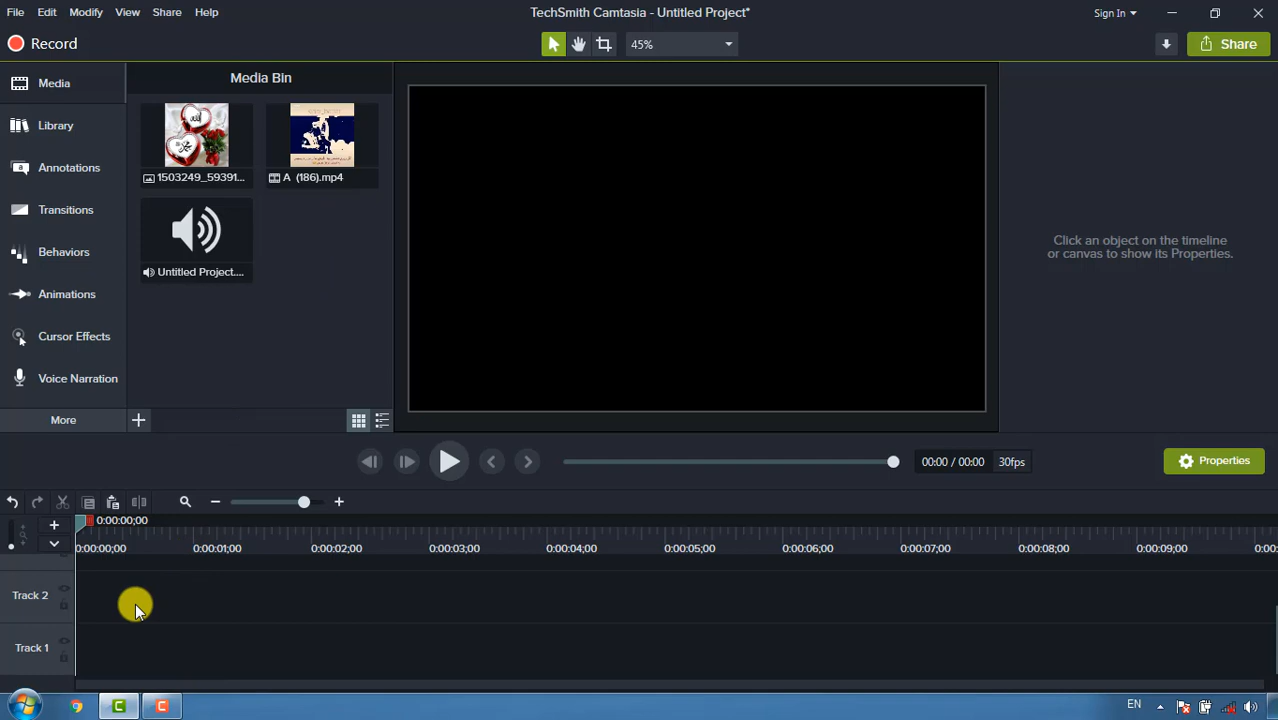 File Edit Modify View Share Help
TechSmith Camtasia - Untitled Project*
Sign In
Record
45%
Share
Media
Media Bin
Library
Annotations
Transitions
Behaviors
Animations
Cursor Effects
Voice Narration
More
1503249_59391...
A (186).mp4
Untitled Project....
Click an object on the timeline
or canvas to show its Properties.
00:00 / 00:00 30fps
Properties
0:00:00;00
0:00:00;00 0:00:01;00 0:00:02;00 0:00:03;00 0:00:04;00 0:00:05;00 0:00:06;00 0:00:07;00 0:00:08;00 0:00:09;00 0:00
Track 2
Track 1
EN